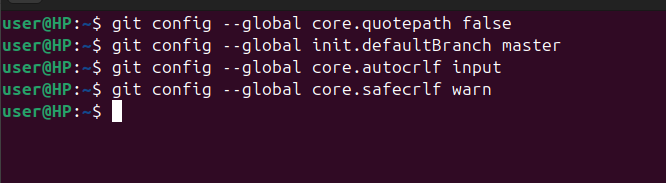 user@HP:~$ git config --global core.quotepath false
user@HP:~$ git config --global init.defaultBranch master
user@HP:~$ git config --global core.autocrlf input
user@HP:~$ git config --global core.safecrlf warn
user@HP:~$